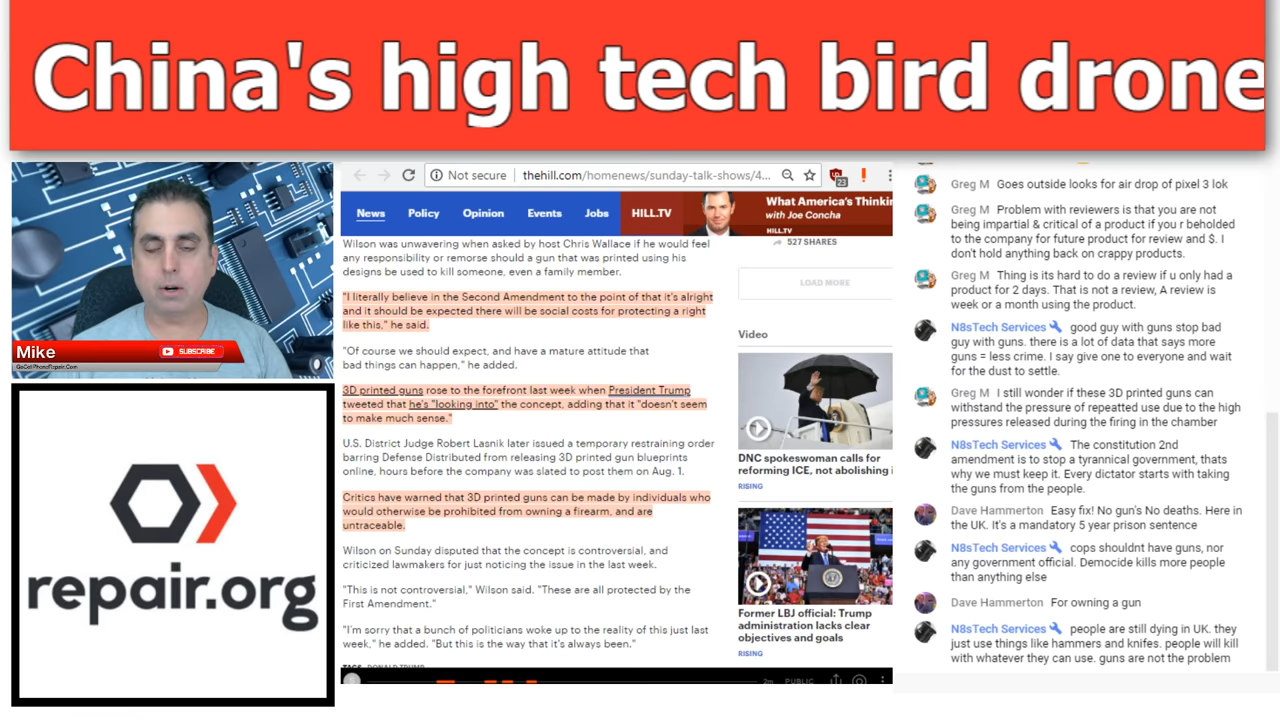 China's high tech bird drone
Mike
SUBSCRIBE
GoCellPhoneRepair.Com
repair.org
Not secure
thehill.com/homenews/sunday-talk-shows/4...
23
News
Policy
Opinion
Events
Jobs
HILL.TV
What America's Thinkin
with Joe Concha
HILL.TV
Wilson was unwavering when asked by host Chris Wallace if he would feel
any responsibility or remorse should a gun that was printed using his
designs be used to kill someone, even a family member.
"I literally believe in the Second Amendment to the point of that it's alright
and it should be expected there will be social costs for protecting a right
like this," he said.
"Of course we should expect, and have a mature attitude that
bad things can happen," he added.
3D printed guns rose to the forefront last week when President Trump
tweeted that he's "looking into" the concept, adding that it "doesn't seem
to make much sense."
U.S. District Judge Robert Lasnik later issued a temporary restraining order
barring Defense Distributed from releasing 3D printed gun blueprints
online, hours before the company was slated to post them on Aug. 1.
Critics have warned that 3D printed guns can be made by individuals who
would otherwise be prohibited from owning a firearm, and are
untraceable.
Wilson on Sunday disputed that the concept is controversial, and
criticized lawmakers for just noticing the issue in the last week.
"This is not controversial," Wilson said. "These are all protected by the
First Amendment."
"I'm sorry that a bunch of politicians woke up to the reality of this just last
week," he added. "But this is the way that it's always been."
TAGS DONALD TRUMP
527 SHARES
LOAD MORE
Video
DNC spokeswoman calls for
reforming ICE, not abolishing i
RISING
Former LBJ official: Trump
administration lacks clear
objectives and goals
RISING
2m PUBLIC
Greg M Goes outside looks for air drop of pixel 3 lok
Greg M Problem with reviewers is that you are not
being impartial & critical of a product if your r beholded
to the company for future product for review and $. I
don't hold anything back on crappy products.
Greg M Thing is its hard to do a review if u only had a
product for 2 days. That is not a review, A review is
week or a month using the product.
N8sTech Services good guy with guns stop bad
guy with guns. there is a lot of data that says more
guns = less crime. I say give one to everyone and wait
for the dust to settle.
Greg M I still wonder if these 3D printed guns can
withstand the pressure of repeatted use due to the high
pressures released during the firing in the chamber
N8sTech Services The constitution 2nd
amendment is to stop a tyrannical government, thats
why we must keep it. Every dictator starts with taking
the guns from the people.
Dave Hammerton Easy fix! No gun's No deaths. Here in
the UK. It's a mandatory 5 year prison sentence
N8sTech Services cops shouldnt have guns, nor
any government official. Democide kills more people
than anything else
Dave Hammerton For owning a gun
N8sTech Services people are still dying in UK. they
just use things like hammers and knifes. people will kill
with whatever they can use. guns are not the problem